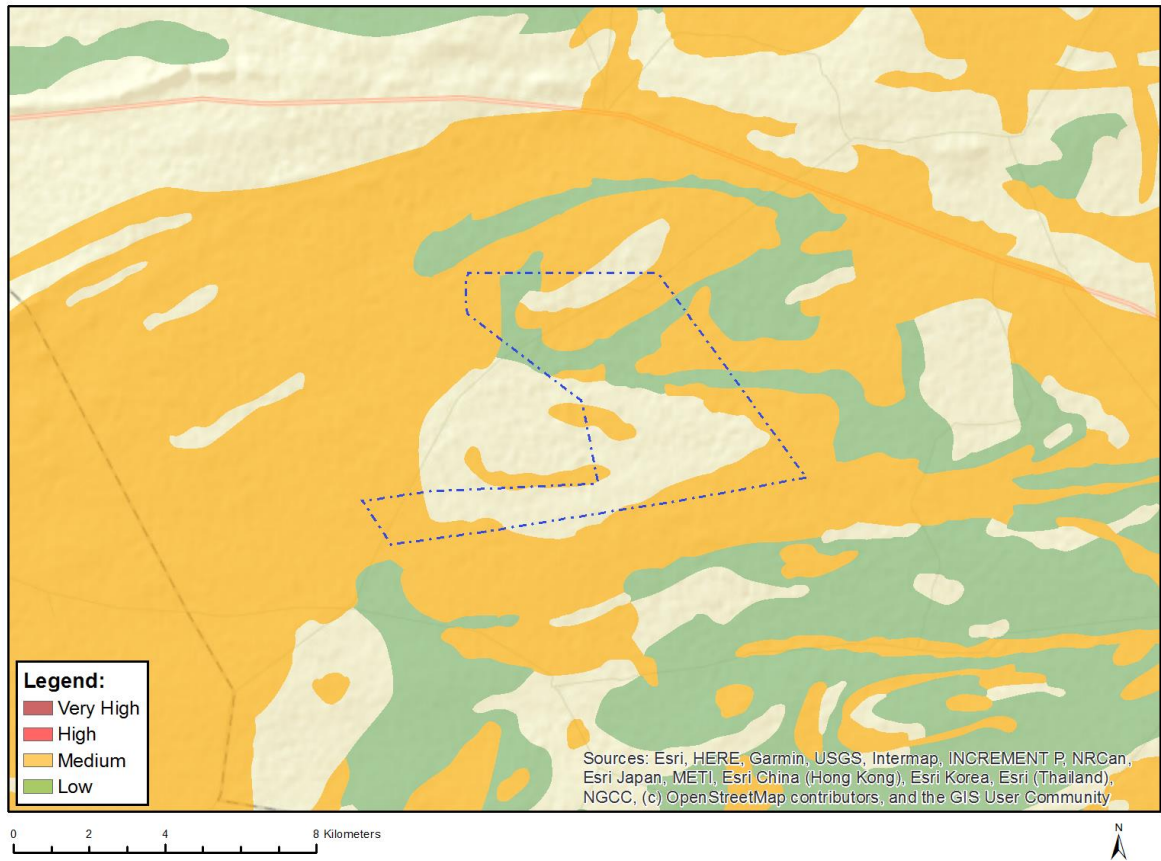 Legend:
Very High
High
Medium
Low
Sources: Esri, HERE, Garmin, USGS, Intermap, INCREMENT P, NRCan,
Esri Japan, METI, Esri China (Hong Kong), Esri Korea, Esri (Thailand),
NGCC, (c) OpenStreetMap contributors, and the GIS User Community
0 2 4 8 Kilometers
N